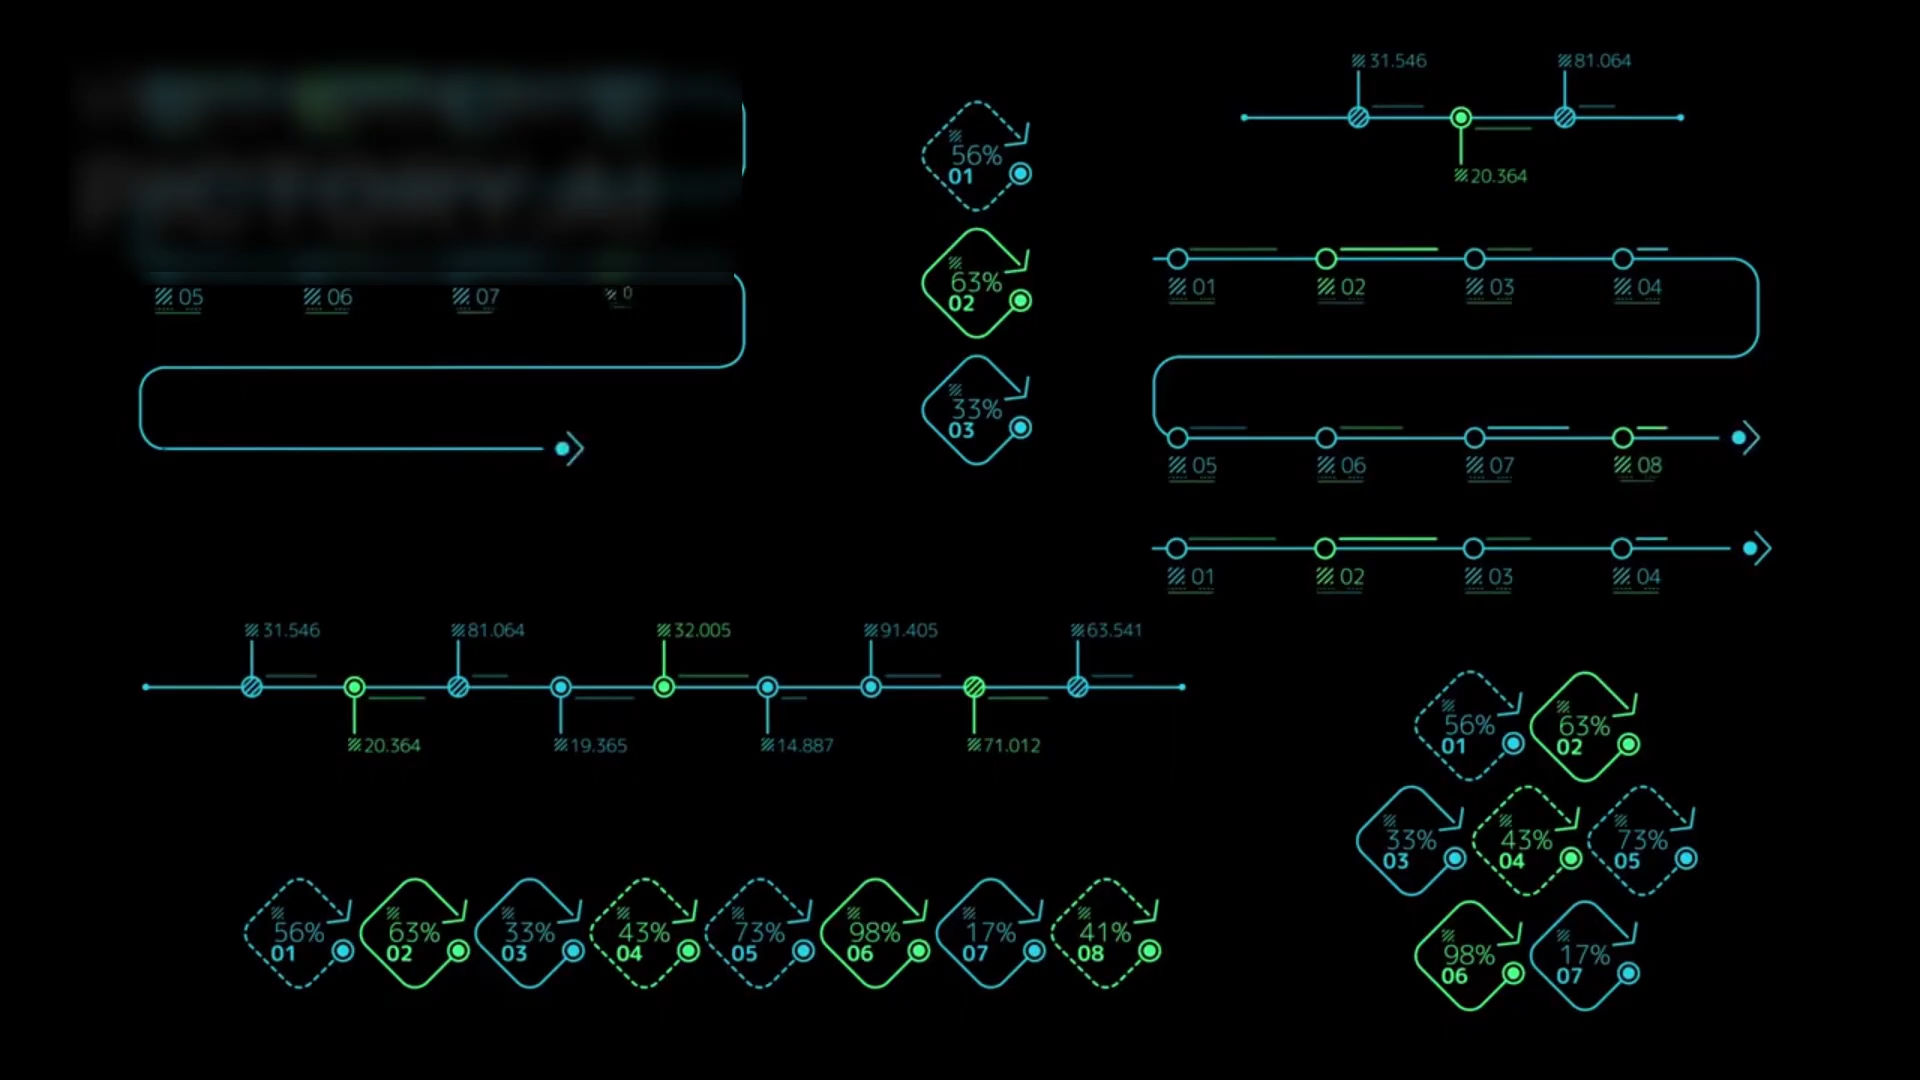 05 06 07 0
56%
01
63%
02
33%
03
31.546 81.064
20.364
01 02 03 04
05 06 07 08
01 02 03 04
31.546 81.064 32.005 91.405 63.541
20.364 19.365 14.887 71.012
56% 63% 33% 43% 73% 98% 17% 41%
01 02 03 04 05 06 07 08
56% 63%
01 02
33% 43% 73%
03 04 05
98% 17%
06 07